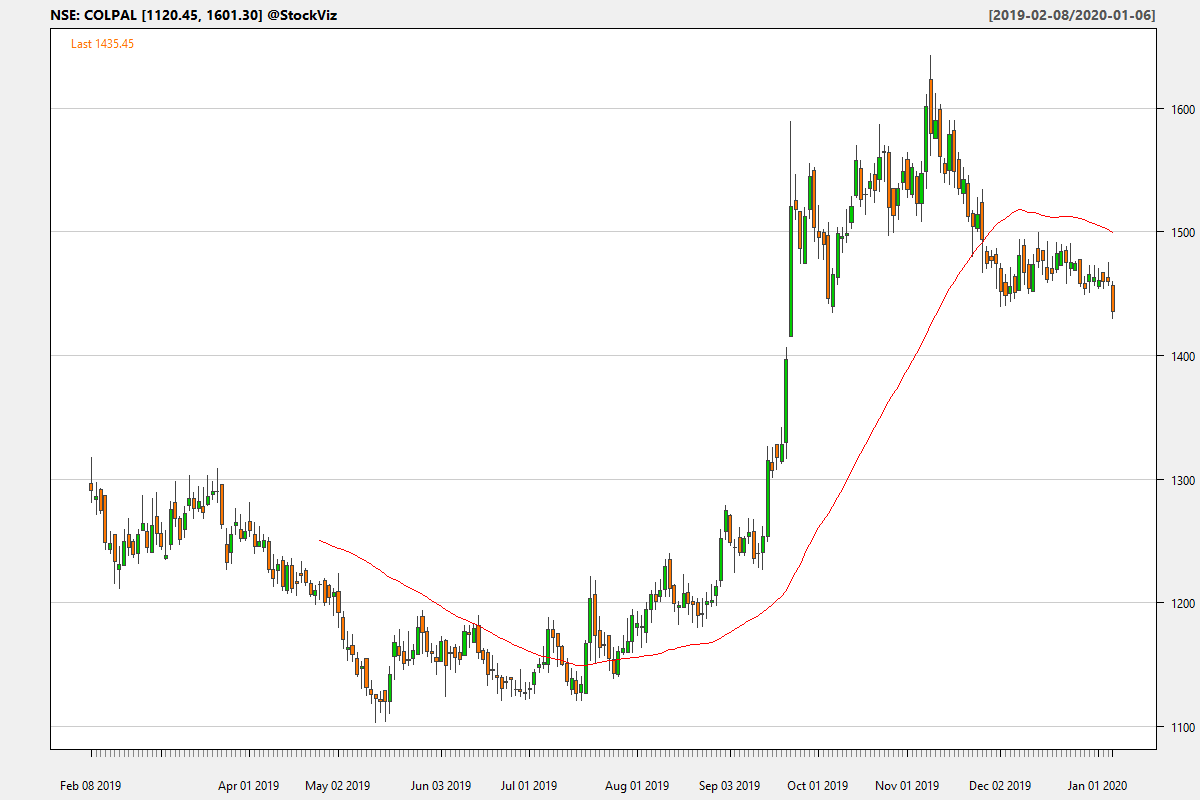 NSE: COLPAL [1120.45, 1601.30] @StockViz [2019-02-08/2020-01-06]
Last 1435.45
1600
1500
1400
1300
1200
1100
Feb 08 2019 Apr 01 2019 May 02 2019 Jun 03 2019 Jul 01 2019 Aug 01 2019 Sep 03 2019 Oct 01 2019 Nov 01 2019 Dec 02 2019 Jan 01 2020